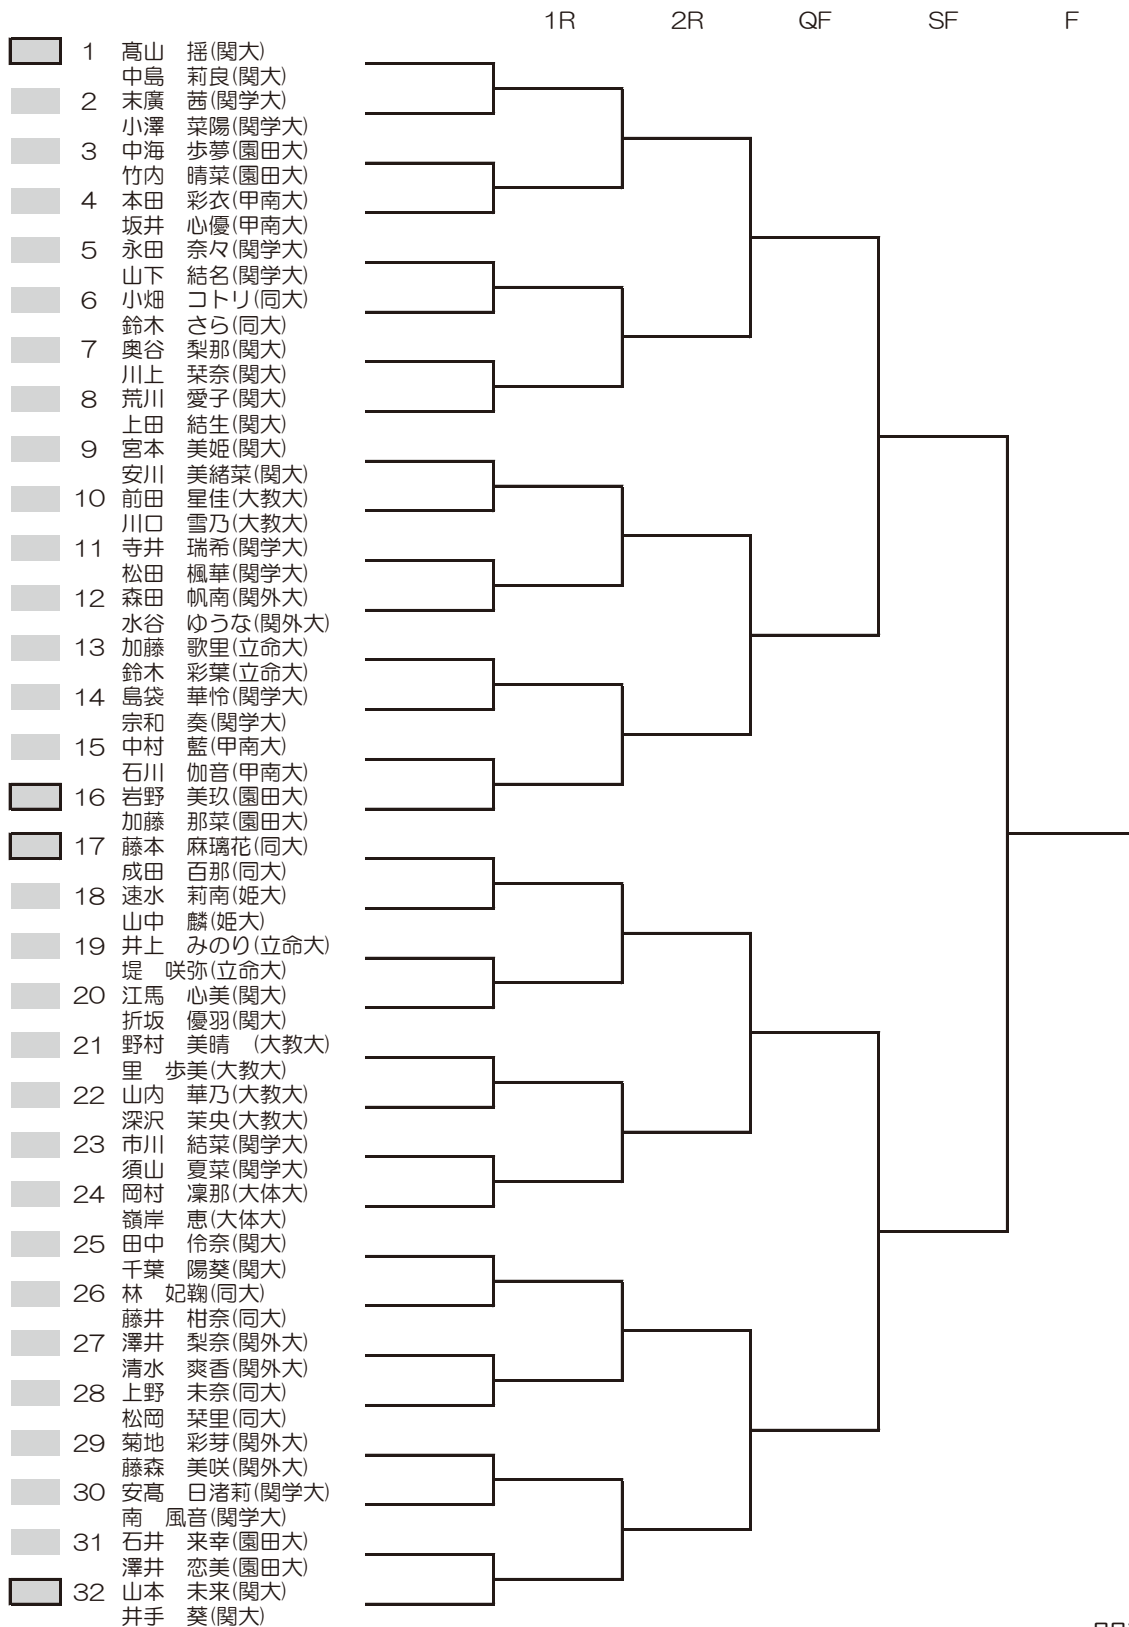 1R 2R QF SF F
1 髙山 揺(関大)
中島 莉良(関大)
2 末廣 茜(関学大)
小澤 菜陽(関学大)
3 中海 歩夢(園田大)
竹内 晴菜(園田大)
4 本田 彩衣(甲南大)
坂井 心優(甲南大)
5 永田 奈々(関学大)
山下 結名(関学大)
6 小畑 コトリ(同大)
鈴木 さら(同大)
7 奥谷 梨那(関大)
川上 栞奈(関大)
8 荒川 愛子(関大)
上田 結生(関大)
9 宮本 美姫(関大)
安川 美緒菜(関大)
10 前田 星佳(大教大)
川口 雪乃(大教大)
11 寺井 瑞希(関学大)
松田 楓華(関学大)
12 森田 帆南(関外大)
水谷 ゆうな(関外大)
13 加藤 歌里(立命大)
鈴木 彩葉(立命大)
14 島袋 華怜(関学大)
宗和 奏(関学大)
15 中村 藍(甲南大)
石川 伽音(甲南大)
16 岩野 美玖(園田大)
加藤 那菜(園田大)
17 藤本 麻璃花(同大)
成田 百那(同大)
18 速水 莉南(姫大)
山中 麟(姫大)
19 井上 みのり(立命大)
堤 咲弥(立命大)
20 江馬 心美(関大)
折坂 優羽(関大)
21 野村 美晴 (大教大)
里 歩美(大教大)
22 山内 華乃(大教大)
深沢 茉央(大教大)
23 市川 結菜(関学大)
須山 夏菜(関学大)
24 岡村 凜那(大体大)
嶺岸 恵(大体大)
25 田中 伶奈(関大)
千葉 陽葵(関大)
26 林 妃鞠(同大)
藤井 柑奈(同大)
27 澤井 梨奈(関外大)
清水 爽香(関外大)
28 上野 未奈(同大)
松岡 栞里(同大)
29 菊地 彩芽(関外大)
藤森 美咲(関外大)
30 安髙 日渚莉(関学大)
南 風音(関学大)
31 石井 来幸(園田大)
澤井 恋美(園田大)
32 山本 未来(関大)
井手 葵(関大)